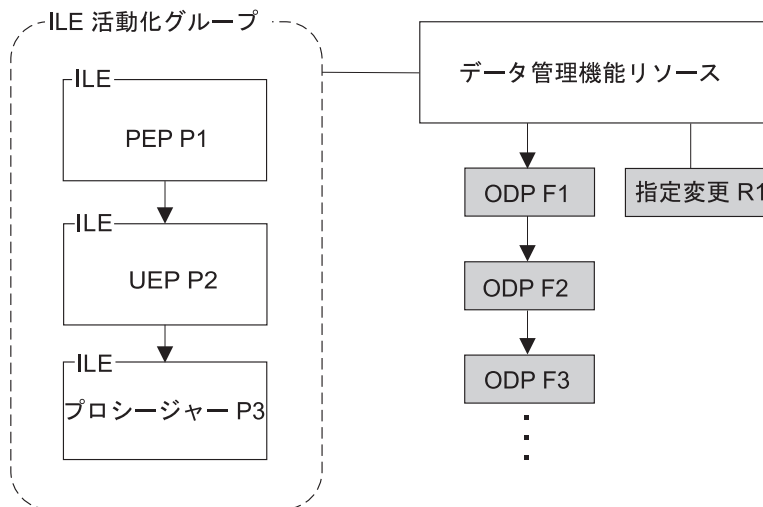 ILE 活動化グループ
ILE
PEP P1
ILE
UEP P2
ILE
プロシージャー P3
データ管理機能リソース
ODP F1
指定変更 R1
ODP F2
ODP F3